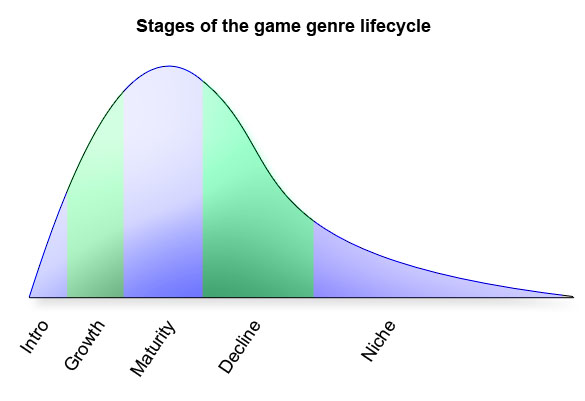 Stages of the game genre lifecycle
Intro
Growth
Maturity
Decline
Niche